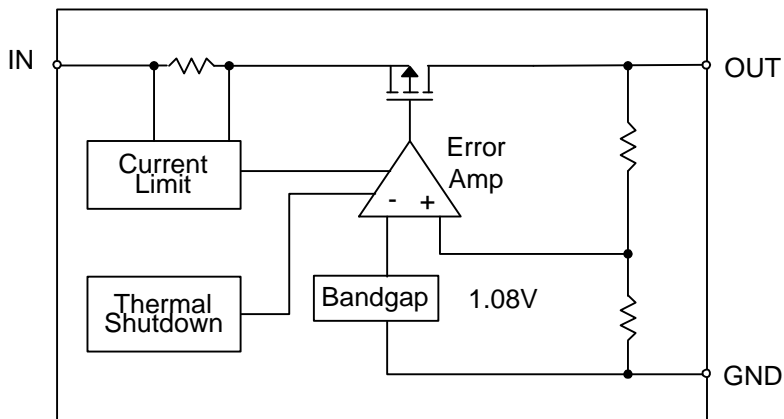 IN
OUT
Current
Limit
Error
Amp
- +
Thermal
Shutdown
Bandgap
1.08V
GND